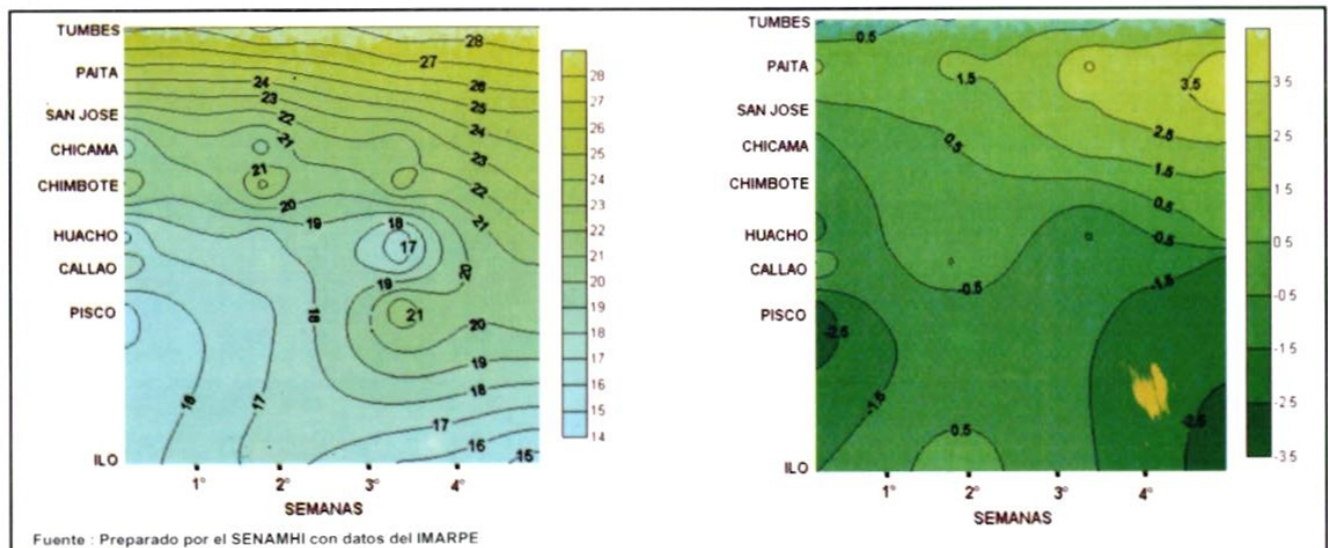 TUMBES
PAITA
SAN JOSE
CHICAMA
CHIMBOTE
HUACHO
CALLAO
PISCO
ILO
28
27
26
25
24
23
22
21
24
23
22
21
21
20
19
18
17
20
19
18
21
20
19
18
17
16
15
16
17
1° 2° 3° 4°
SEMANAS
28
27
26
25
24
23
22
21
20
19
18
17
16
15
14
TUMBES
PAITA
SAN JOSE
CHICAMA
CHIMBOTE
HUACHO
CALLAO
PISCO
ILO
0.5
1.5
3.5
2.5
1.5
0.5
0.5
-0.5
-0.5
-1.5
-2.5
-1.5
-2.5
0.5
1° 2° 3° 4°
SEMANAS
3 5
2 5
1 5
0 5
-0 5
-1 5
-2 5
-3 5
Fuente : Preparado por el SENAMHI con datos del IMARPE